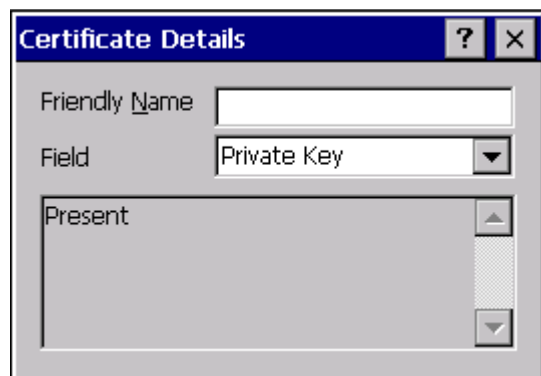 Certificate Details ? ×
Friendly Name
Field Private Key
Present